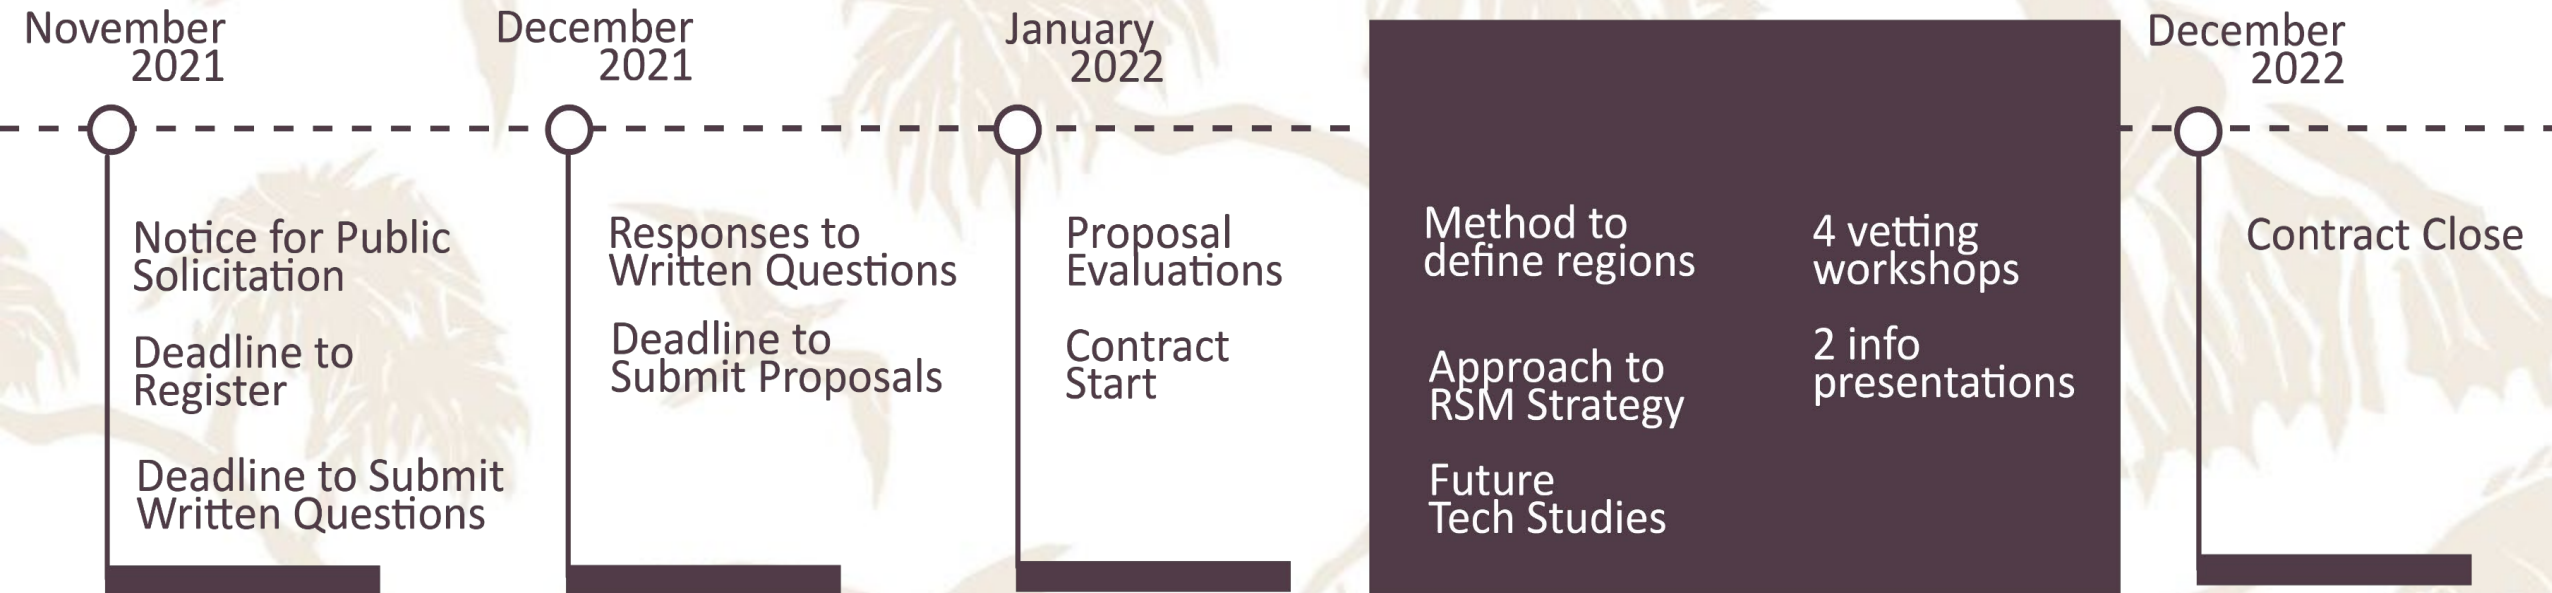 November
2021
Notice for Public
Solicitation
Deadline to
Register
Deadline to Submit
Written Questions
December
2021
Responses to
Written Questions
Deadline to
Submit Proposals
January
2022
Proposal
Evaluations
Contract
Start
Method to
define regions
Approach to
RSM Strategy
Future
Tech Studies
4 vetting
workshops
2 info
presentations
December
2022
Contract Close